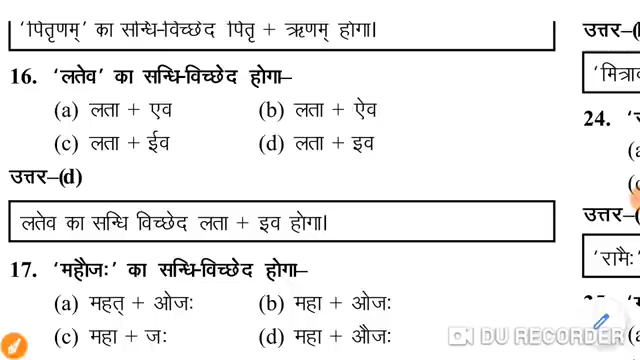 'पितृणम्' का सन्धि-विच्छेद पितृ + ऋणम् होगा।
16. 'लतेव' का सन्धि-विच्छेद होगा–
(a) लता + एव (b) लता + ऐव
(c) लता + ईव (d) लता + इव
उत्तर–(d)
लतेव का सन्धि विच्छेद लता + इव होगा।
17. 'महौजः' का सन्धि-विच्छेद होगा–
(a) महत् + ओजः (b) महा + ओजः
(c) महा + जः (d) महा + औजः
उत्तर–(
'मित्राव
24.
(a
उत्तर–(
'रामैः'
DU RECORDER